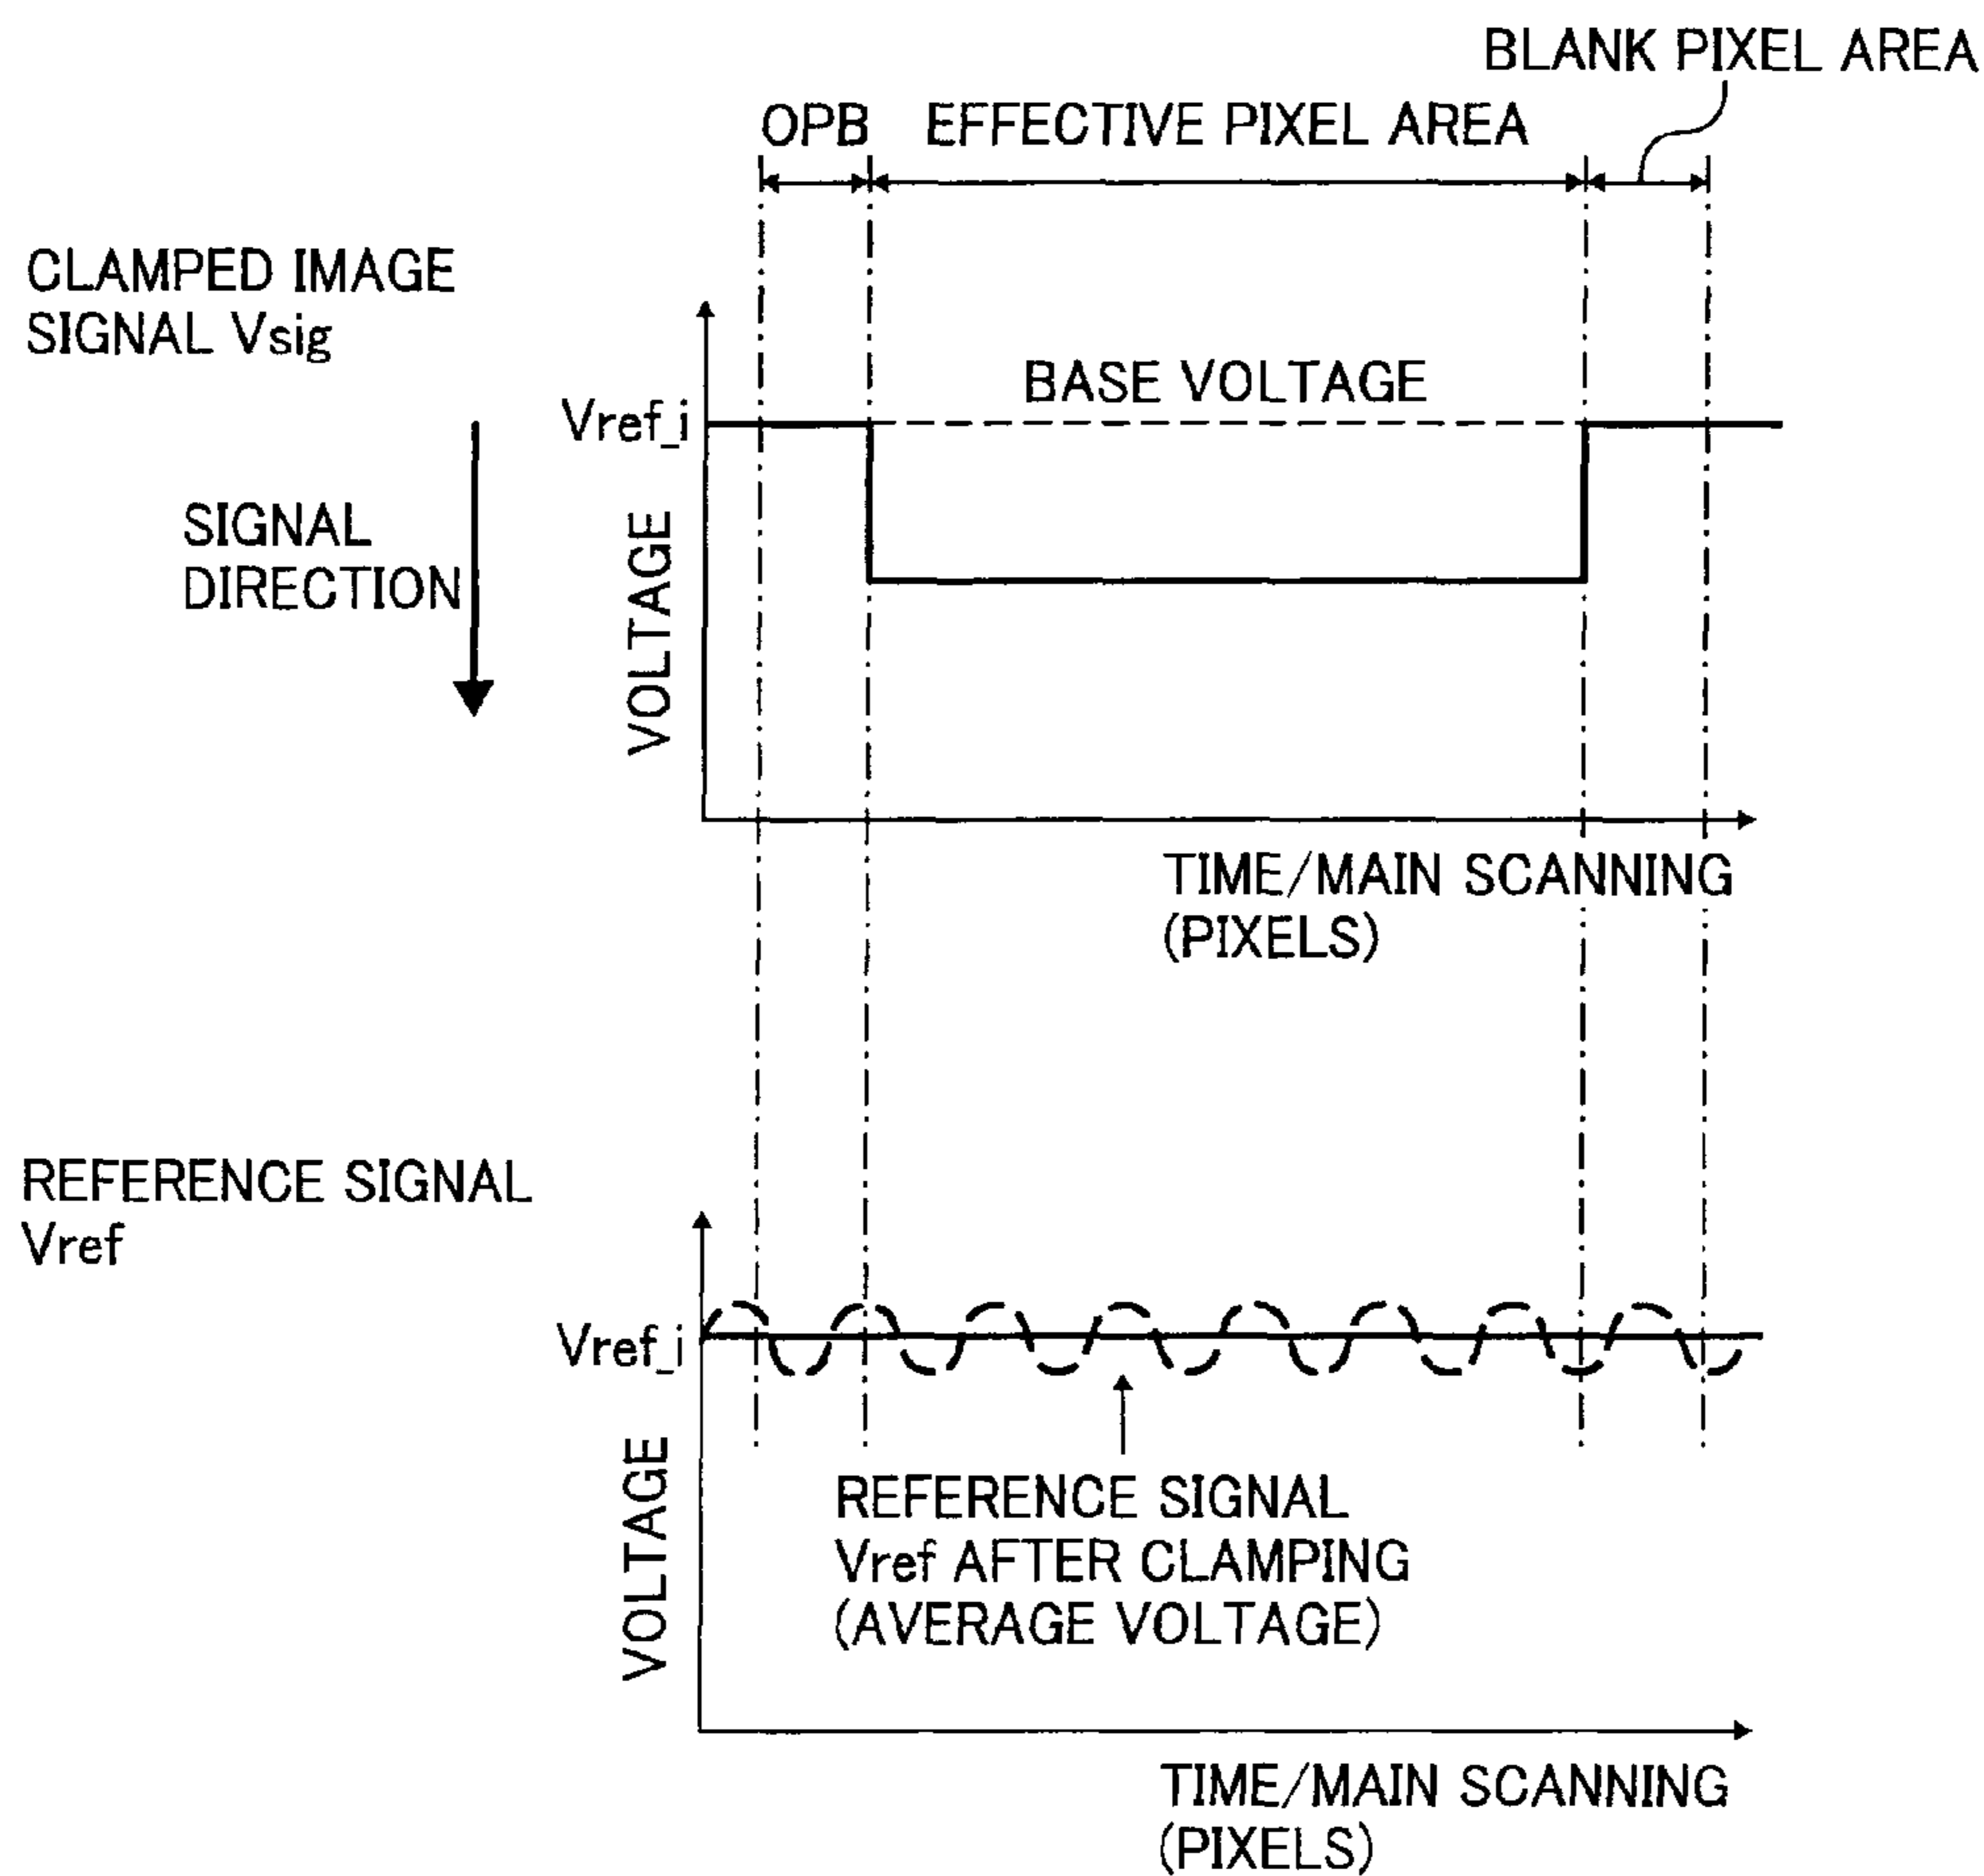 BLANK PIXEL AREA
OPB
EFFECTIVE PIXEL AREA
CLAMPED IMAGE
SIGNAL Vsig
BASE VOLTAGE
Vref_i
SIGNAL
DIRECTION
VOLTAGE
TIME/MAIN SCANNING
(PIXELS)
REFERENCE SIGNAL
Vref
Vref_i
VOLTAGE
REFERENCE SIGNAL
Vref AFTER CLAMPING
(AVERAGE VOLTAGE)
TIME/MAIN SCANNING
(PIXELS)